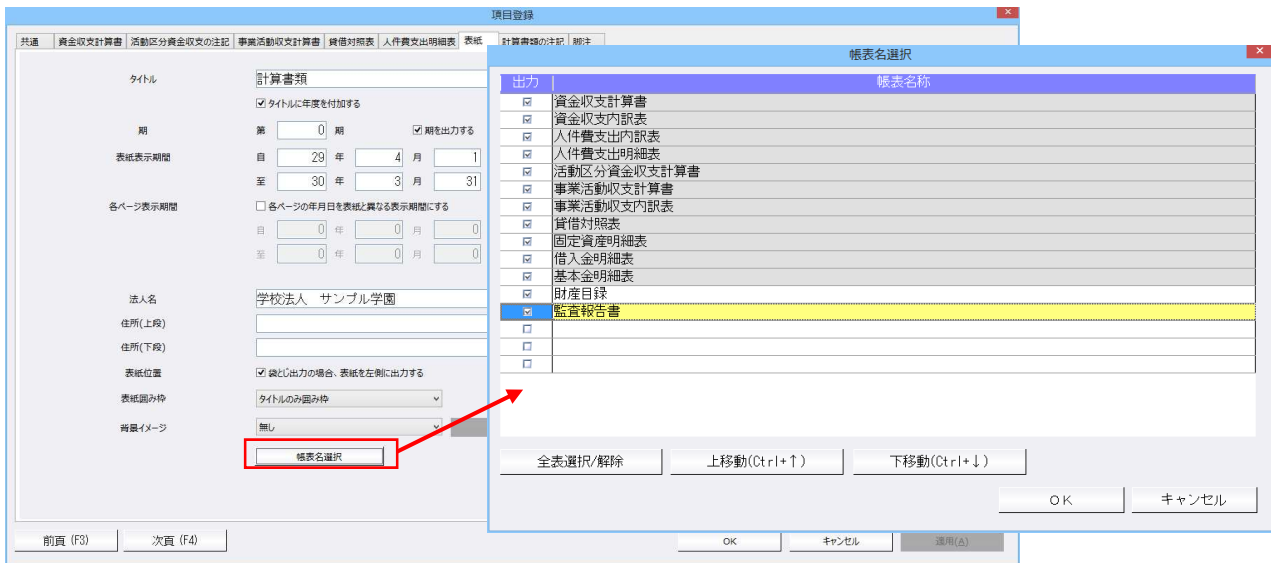 項目登録
共通 資金収支計算書 活動区分資金収支の注記 事業活動収支計算書 貸借対照表 人件費支出明細表 表紙 計算書類の注記 脚注
タイトル 計算書類
タイトルに年度を付加する
期 第 0 期 期を出力する
表紙表示期間 自 29 年 4 月 1
至 30 年 3 月 31
各ページ表示期間 各ページの年月日を表紙と異なる表示期間にする
自 0 年 0 月 0
至 0 年 0 月 0
法人名 学校法人 サンプル学園
住所(上段)
住所(下段)
表紙位置 袋とじ出力の場合、表紙を左側に出力する
表紙囲み枠 タイトルのみ囲み枠
背景イメージ 無し
帳表名選択
前頁 (F3) 次頁 (F4) OK キャンセル 適用(A)
帳表名選択
出力 帳表名称
資金収支計算書
資金収支内訳表
人件費支出内訳表
人件費支出明細表
活動区分資金収支計算書
事業活動収支計算書
事業活動収支内訳表
貸借対照表
固定資産明細表
借入金明細表
基本金明細表
財産目録
監査報告書
全表選択/解除 上移動(Ctrl+↑) 下移動(Ctrl+↓)
OK キャンセル